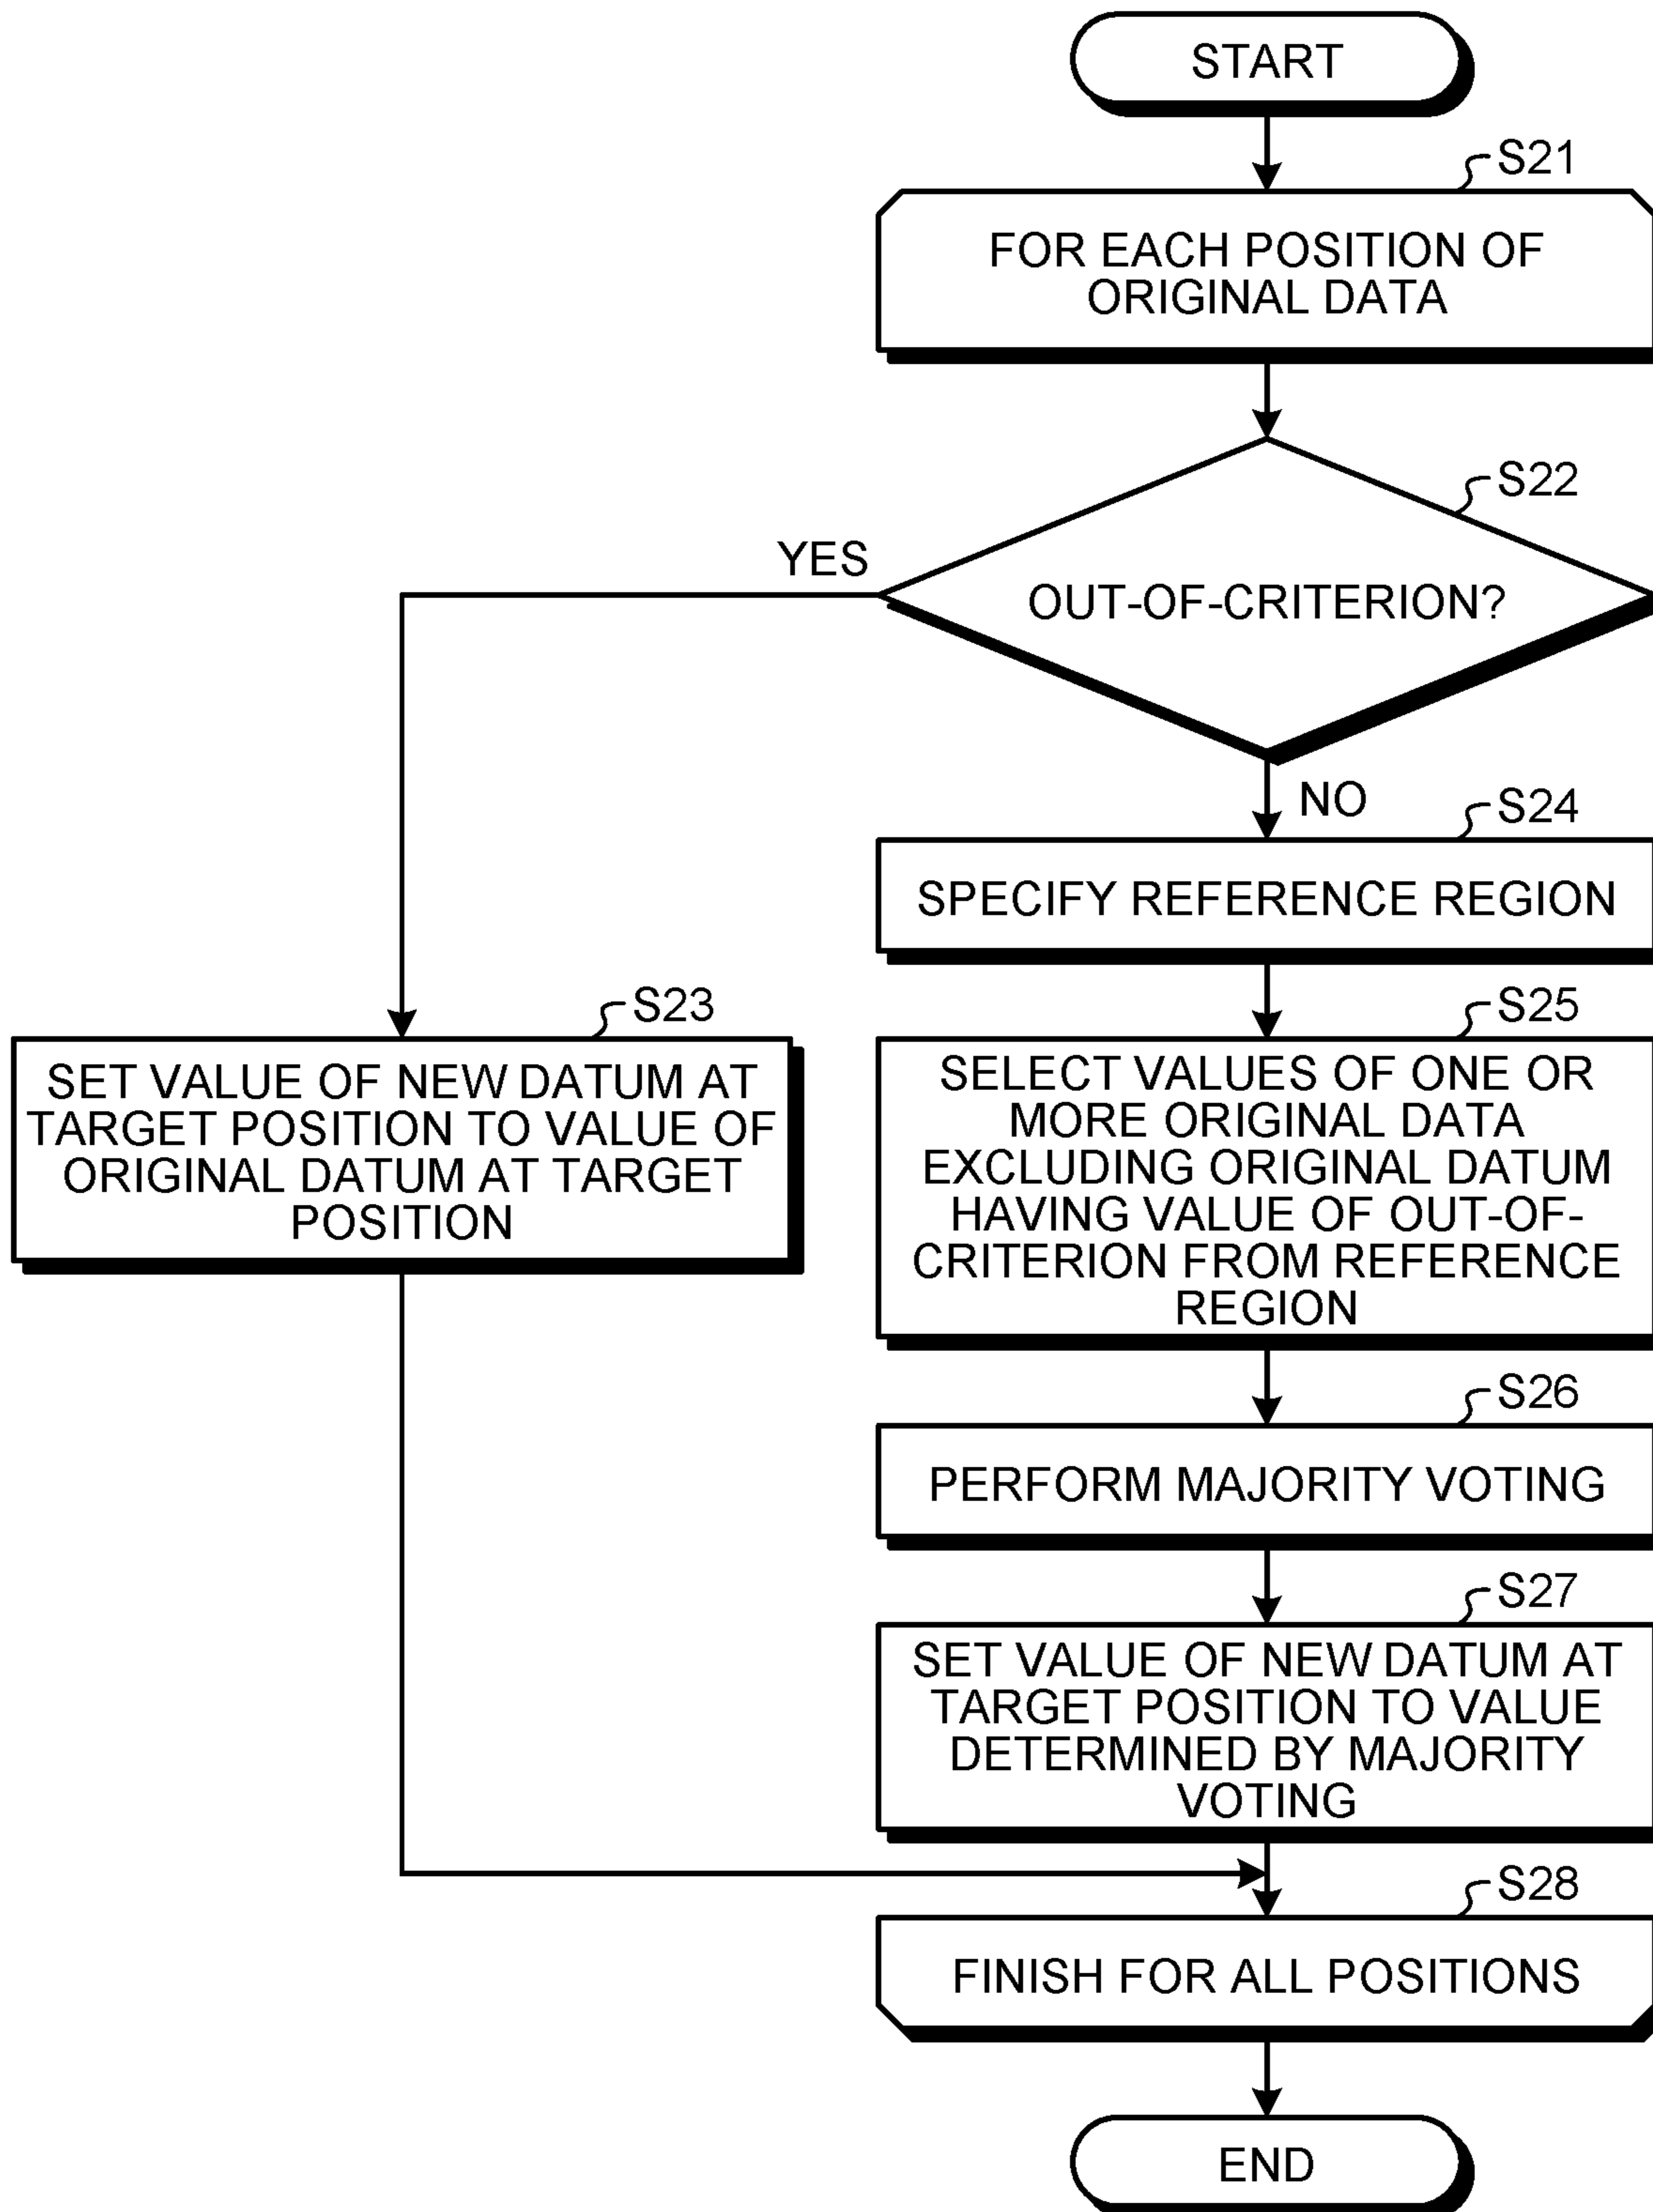 START
S21
FOR EACH POSITION OF
ORIGINAL DATA
S22
OUT-OF-CRITERION?
YES
NO
S24
SPECIFY REFERENCE REGION
S23
SET VALUE OF NEW DATUM AT
TARGET POSITION TO VALUE OF
ORIGINAL DATUM AT TARGET
POSITION
S25
SELECT VALUES OF ONE OR
MORE ORIGINAL DATA
EXCLUDING ORIGINAL DATUM
HAVING VALUE OF OUT-OF-
CRITERION FROM REFERENCE
REGION
S26
PERFORM MAJORITY VOTING
S27
SET VALUE OF NEW DATUM AT
TARGET POSITION TO VALUE
DETERMINED BY MAJORITY
VOTING
S28
FINISH FOR ALL POSITIONS
END